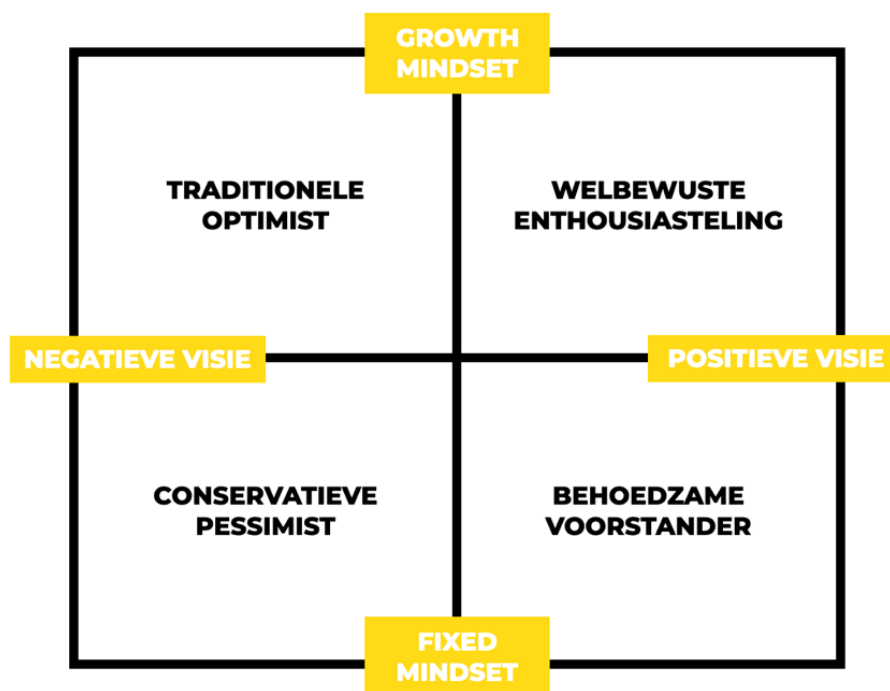 GROWTH
MINDSET
TRADITIONELE
OPTIMIST
WELBEWUSTE
ENTHOUSIASTELING
NEGATIEVE VISIE
POSITIEVE VISIE
CONSERVATIEVE
PESSIMIST
BEHOEDZAME
VOORSTANDER
FIXED
MINDSET